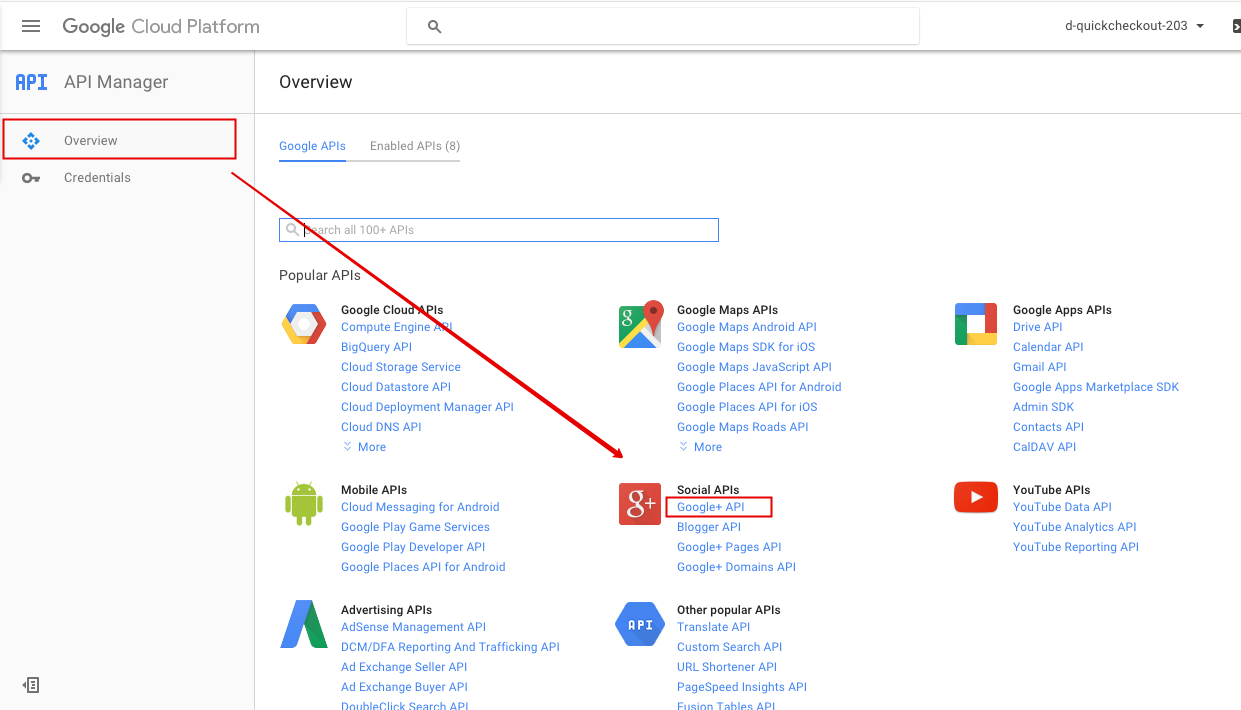 Google Cloud Platform
d-quickcheckout-203
API API Manager
Overview
Overview
Credentials
Google APIs Enabled APIs (8)
Search all 100+ APIs
Popular APIs
Google Cloud APIs
Compute Engine API
BigQuery API
Cloud Storage Service
Cloud Datastore API
Cloud Deployment Manager API
Cloud DNS API
More
Google Maps APIs
Google Maps Android API
Google Maps SDK for iOS
Google Maps JavaScript API
Google Places API for Android
Google Places API for iOS
Google Maps Roads API
More
Google Apps APIs
Drive API
Calendar API
Gmail API
Google Apps Marketplace SDK
Admin SDK
Contacts API
CalDAV API
Mobile APIs
Cloud Messaging for Android
Google Play Game Services
Google Play Developer API
Google Places API for Android
g+
Social APIs
Google+ API
Blogger API
Google+ Pages API
Google+ Domains API
YouTube APIs
YouTube Data API
YouTube Analytics API
YouTube Reporting API
Advertising APIs
AdSense Management API
DCM/DFA Reporting And Trafficking API
Ad Exchange Seller API
Ad Exchange Buyer API
DoubleClick Search API
API
Other popular APIs
Translate API
Custom Search API
URL Shortener API
PageSpeed Insights API
Fusion Tables API